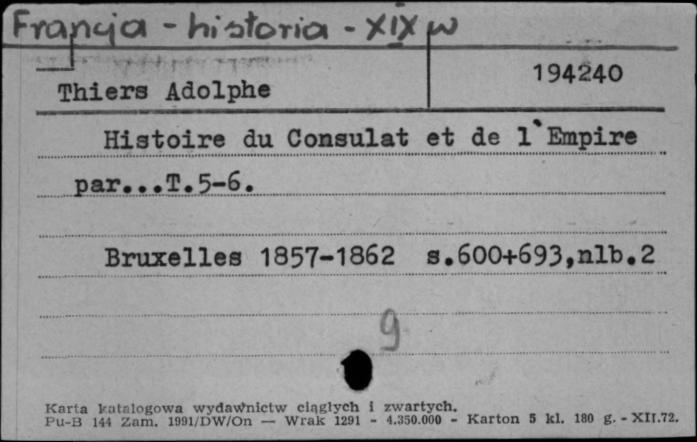 Francja - historia - XIX w
194240
Thiers Adolphe
Histoire du Consulat et de l`Empire
par...T.5-6.
Bruxelles 1857-1862 s.600+693,nlb.2
9
Karta katalogowa wydawnictw ciągłych i zwartych.
Pu-B 144 Zam. 1991/DW/On — Wrak 1291 - 4.350.000 - Karton 5 kl. 180 g. - XII.72.